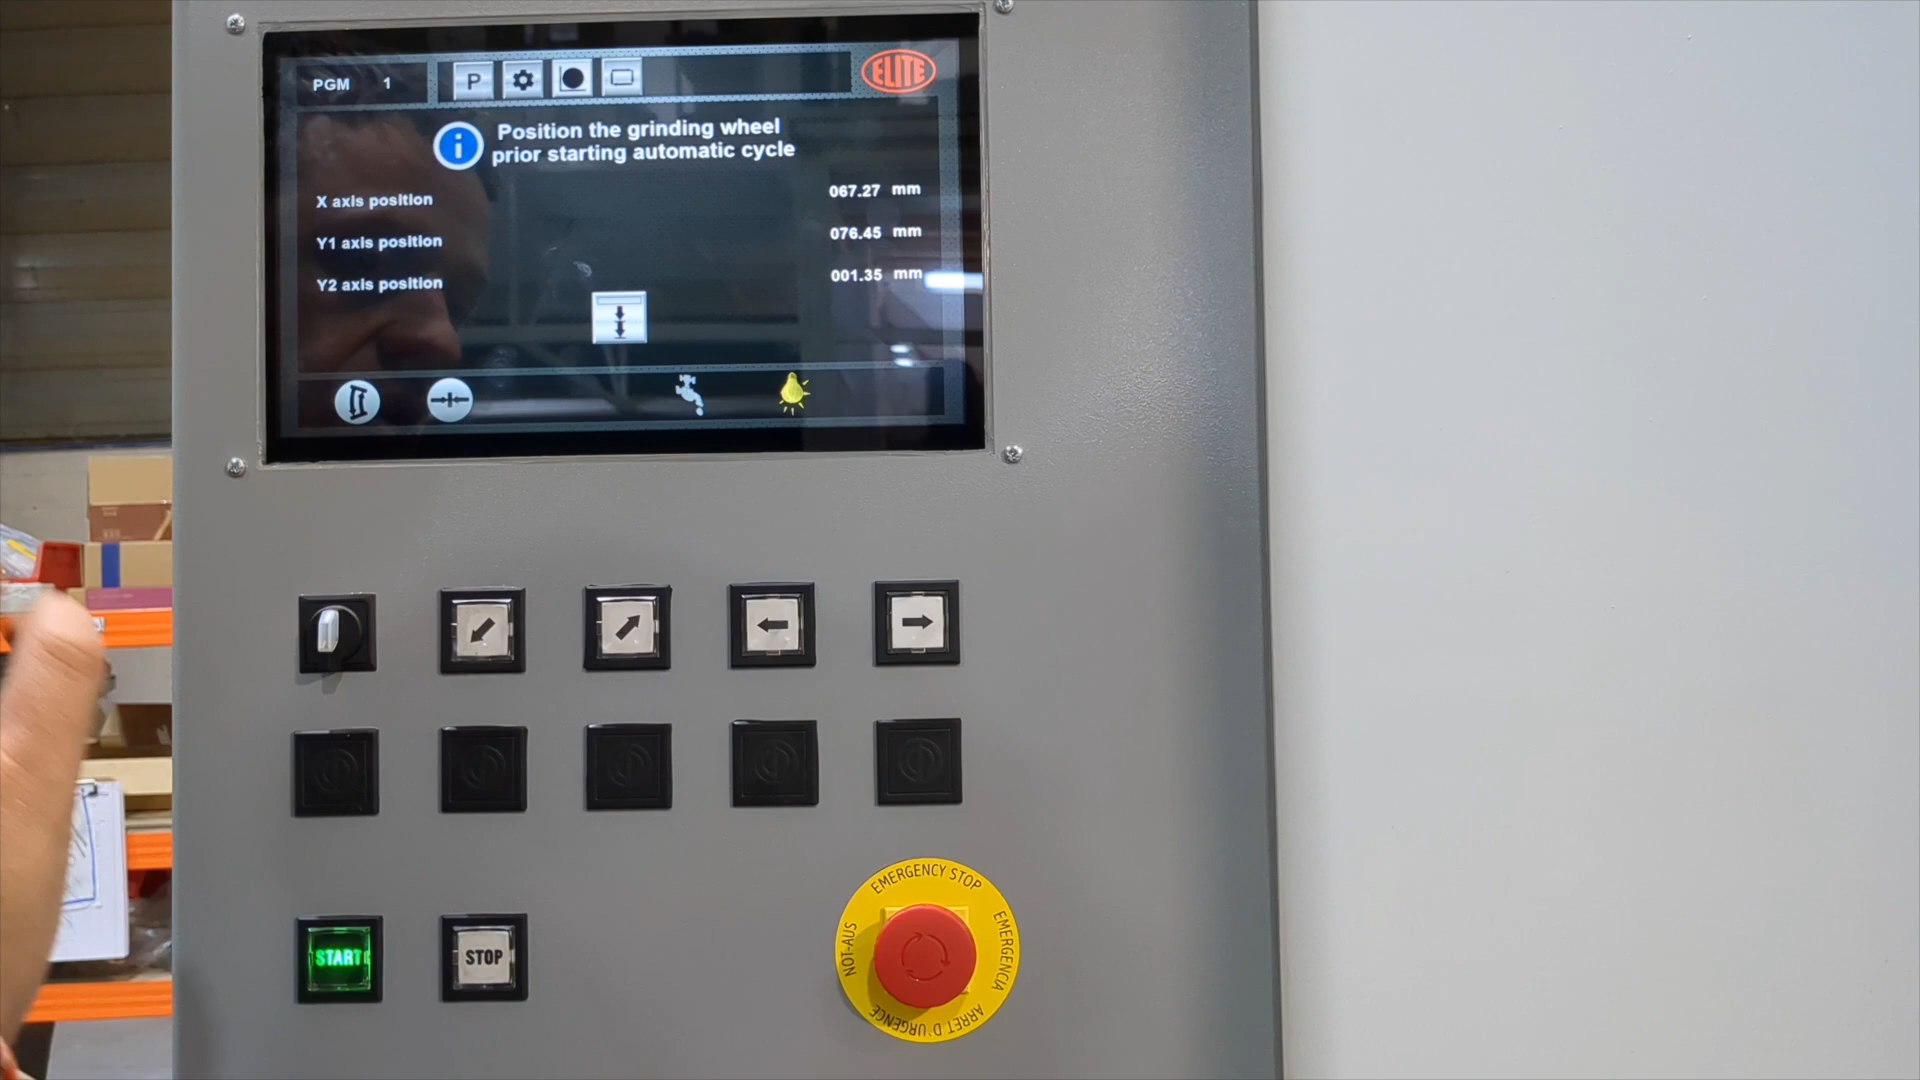 PGM 1
P
ELITE
Position the grinding wheel
prior starting automatic cycle
X axis position 067.27 mm
Y1 axis position 076.45 mm
Y2 axis position 001.35 mm
START
STOP
EMERGENCY STOP
EMERGENCIA
ARRET D'URGENCE
NOT-AUS